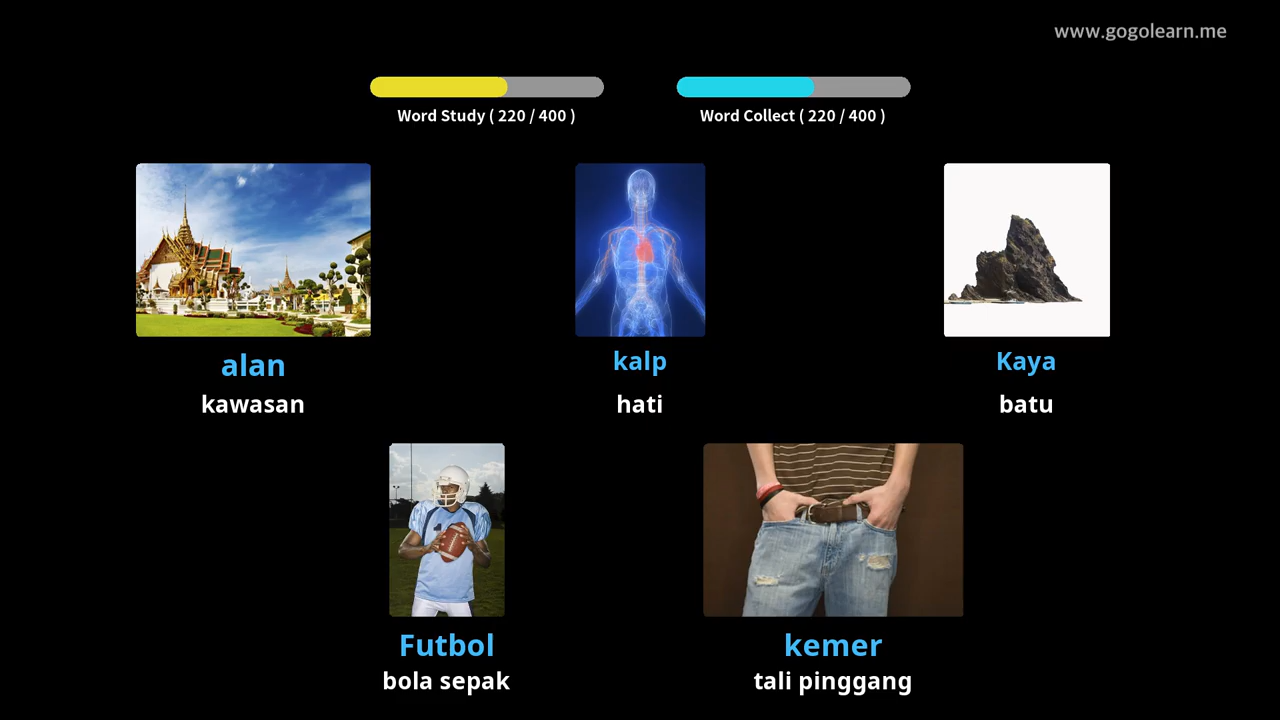 www.gogolearn.me
Word Study ( 220 / 400 )
Word Collect ( 220 / 400 )
alan
kawasan
kalp
hati
Kaya
batu
Futbol
bola sepak
kemer
tali pinggang